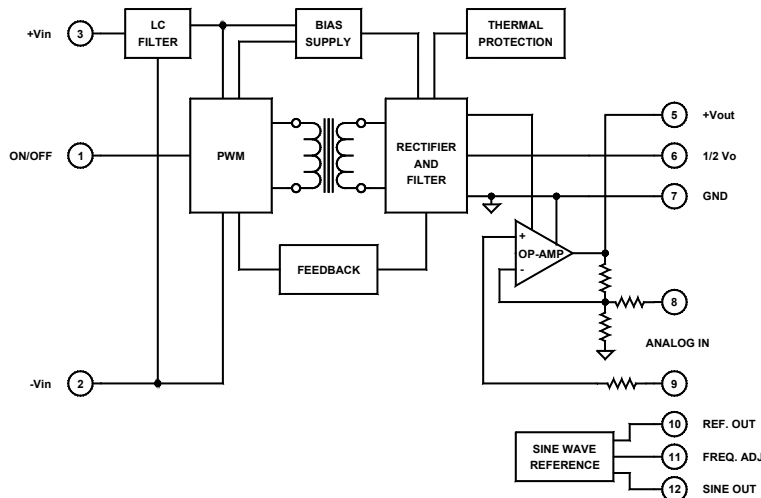 +Vin
3
LC
FILTER
BIAS
SUPPLY
THERMAL
PROTECTION
ON/OFF
1
PWM
RECTIFIER
AND
FILTER
5
+Vout
6
1/2 Vo
7
GND
+
OP-AMP
-
FEEDBACK
8
ANALOG IN
-Vin
2
9
SINE WAVE
REFERENCE
10
REF. OUT
11
FREQ. ADJ
12
SINE OUT